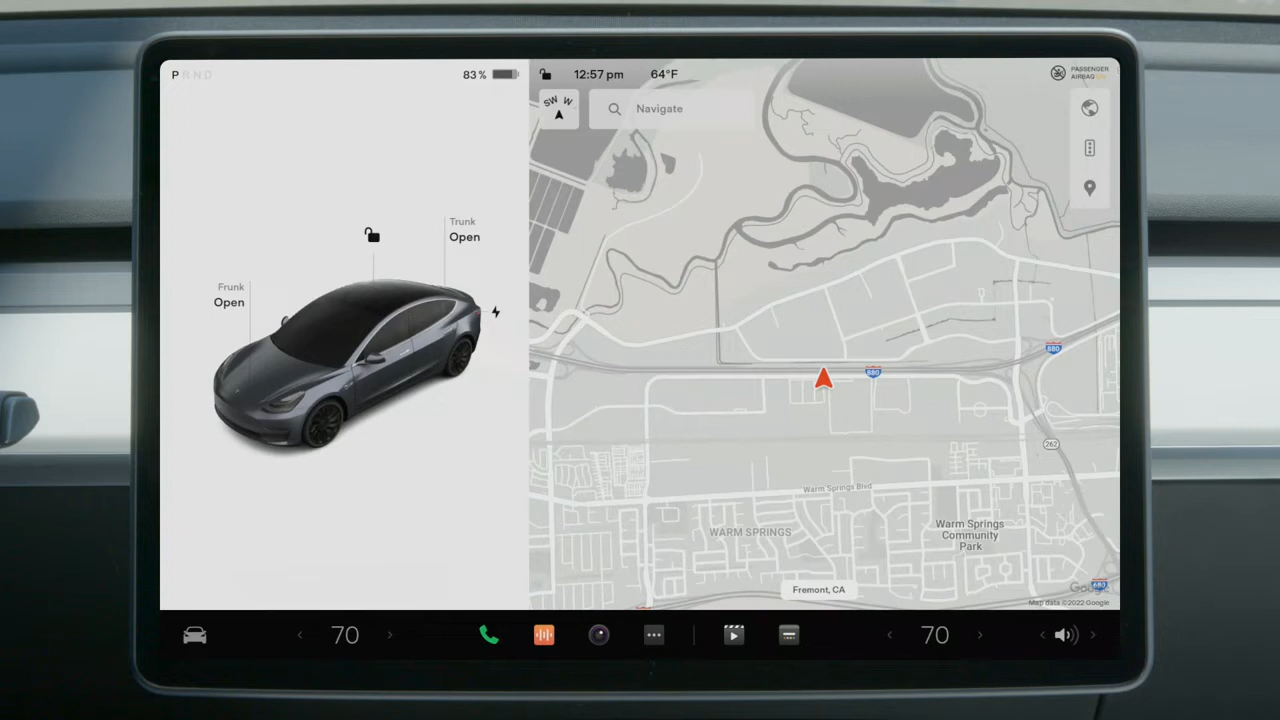 P R N D
83 %
12:57 pm
64°F
PASSENGER
AIRBAG
SW W
Navigate
Trunk
Open
Frunk
Open
880
880
262
Warm Springs Blvd
WARM SPRINGS
Warm Springs
Community
Park
Fremont, CA
680
Google
Map data ©2022 Google
70
70